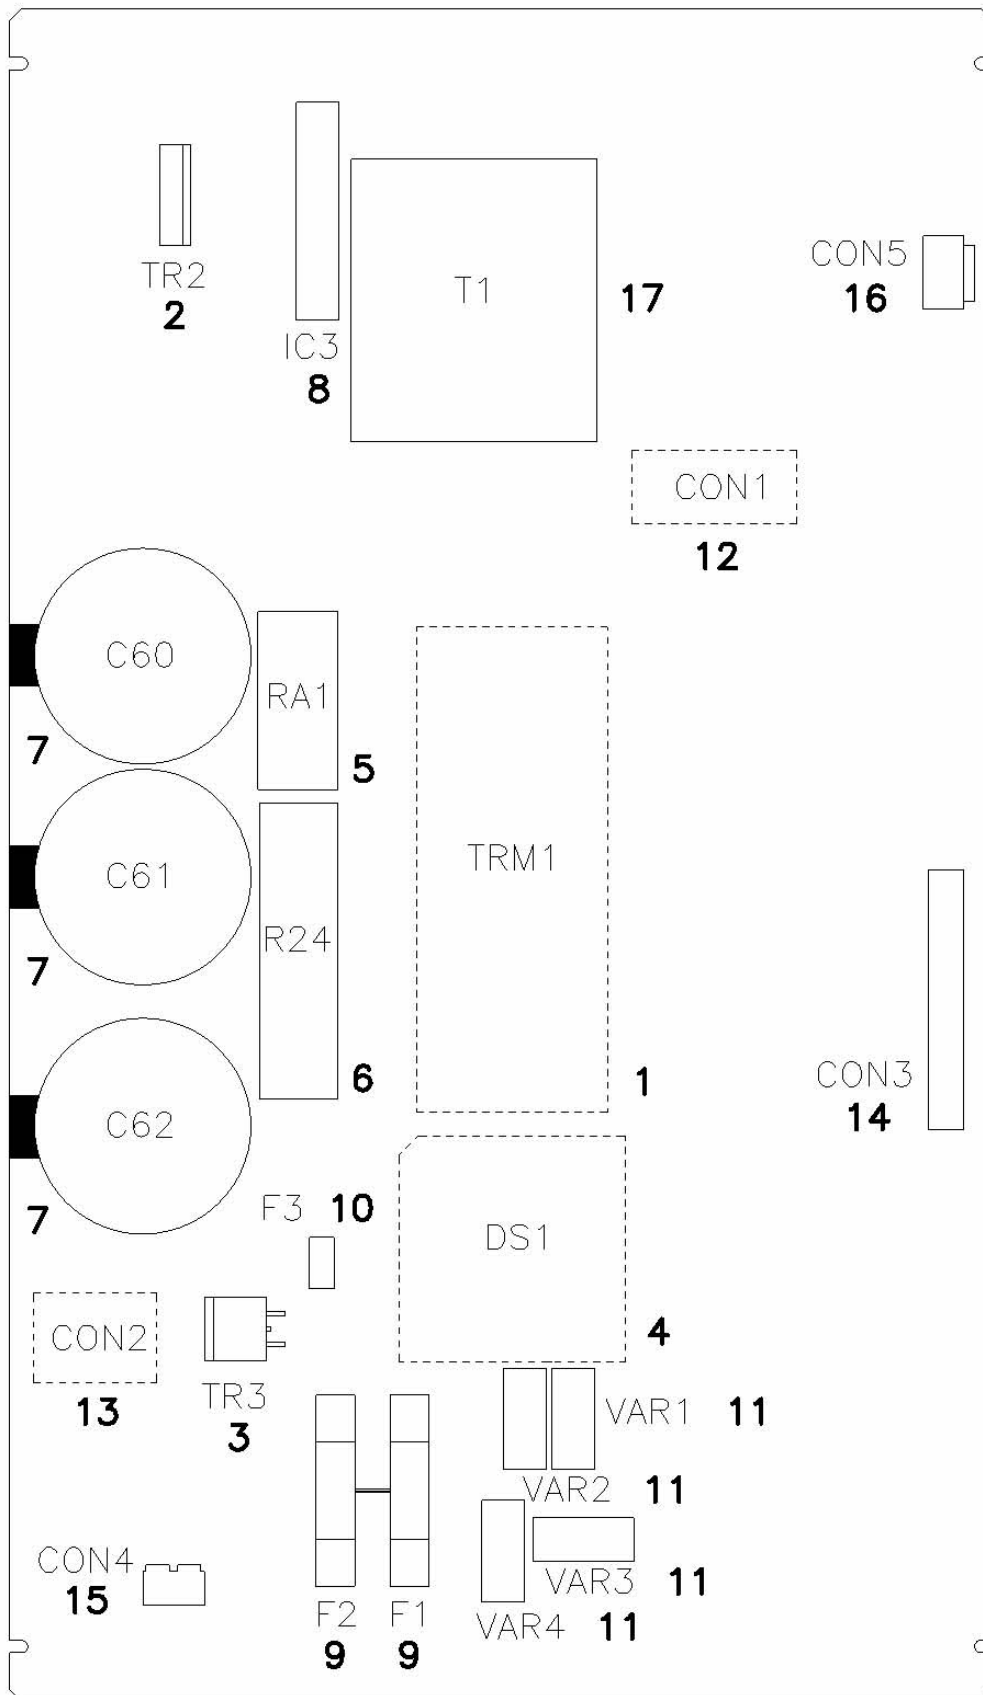 TR2
2
IC3
8
T1
17
CON5
16
CON1
12
C60
7
RA1
5
C61
7
R24
6
TRM1
1
CON3
14
C62
7
F3 10
DS1
4
CON2
13
TR3
3
VAR1 11
VAR2 11
VAR3 11
VAR4 11
CON4
15
F2
9
F1
9